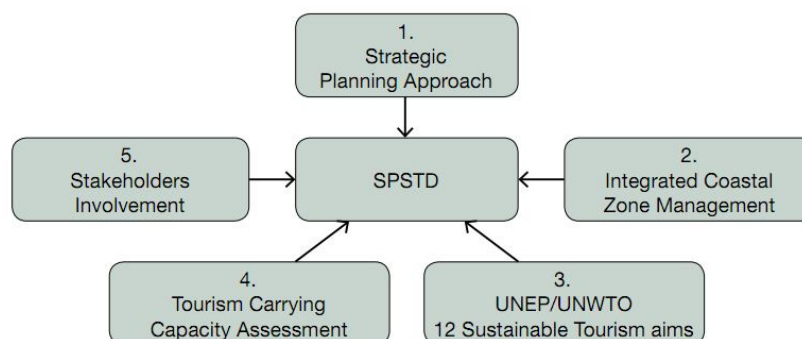 1.
Strategic
Planning Approach
5.
Stakeholders
Involvement
SPSTD
2.
Integrated Coastal
Zone Management
4.
Tourism Carrying
Capacity Assessment
3.
UNEP/UNWTO
12 Sustainable Tourism aims